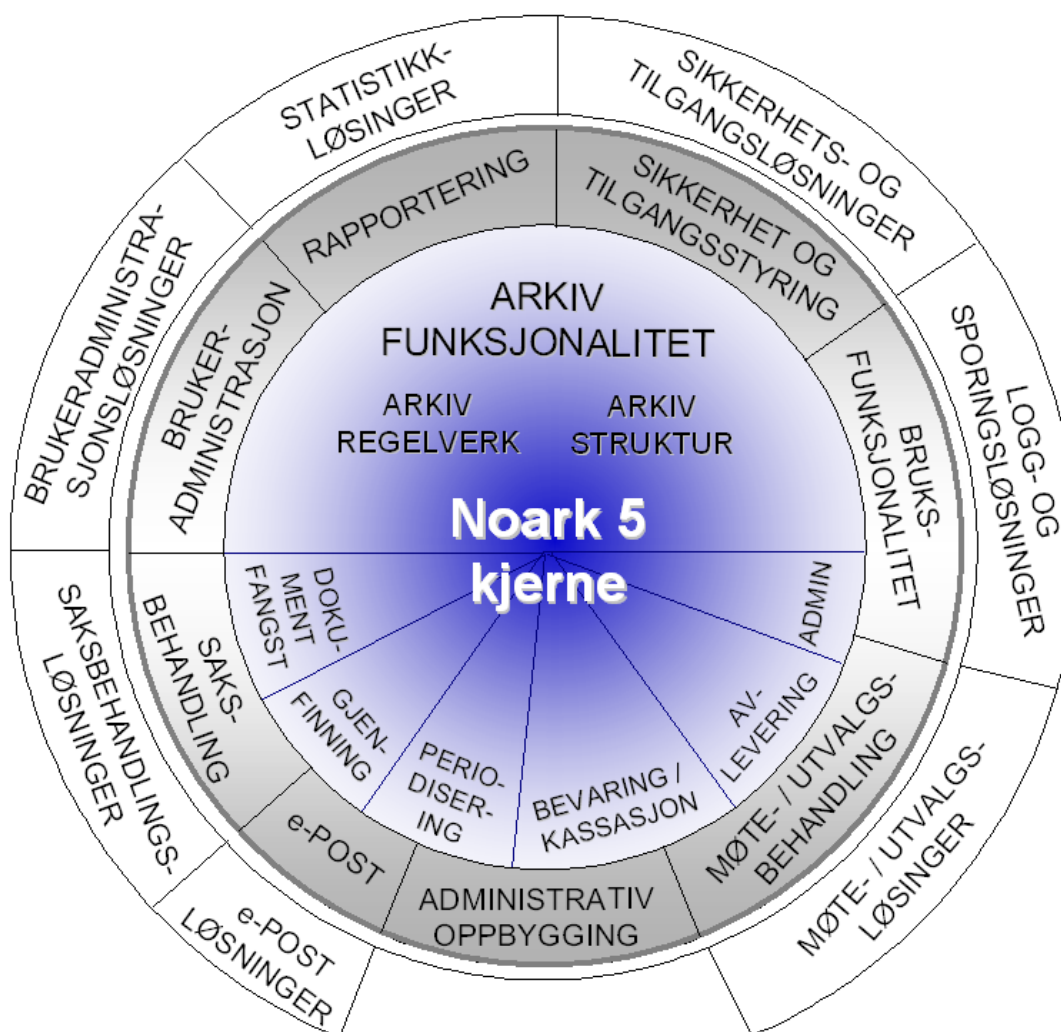 STATISTIKK-
LØSINGER
SIKKERHETS- OG
TILGANGSLØSNINGER
BRUKERADMINISTRA-
SJONSLØSNINGER
LOGG- OG
SPORINGSLØSNINGER
SAKSBEHANDLINGS-
LØSNINGER
e-POST
LØSNINGER
MØTE- / UTVALGS-
LØSINGER
RAPPORTERING
SIKKERHET OG
TILGANGSSTYRING
BRUKER-
ADMINISTRASJON
BRUKS-
FUNKSJONALITET
SAKS-
BEHANDLING
e-POST
ADMINISTRATIV
OPPBYGGING
MØTE- / UTVALGS-
BEHANDLING
ARKIV
FUNKSJONALITET
ARKIV
REGELVERK
ARKIV
STRUKTUR
Noark 5
kjerne
DOKU-
MENT
FANGST
GJEN-
FINNING
PERIO-
DISER-
ING
BEVARING /
KASSASJON
AV-
LEVERING
ADMIN